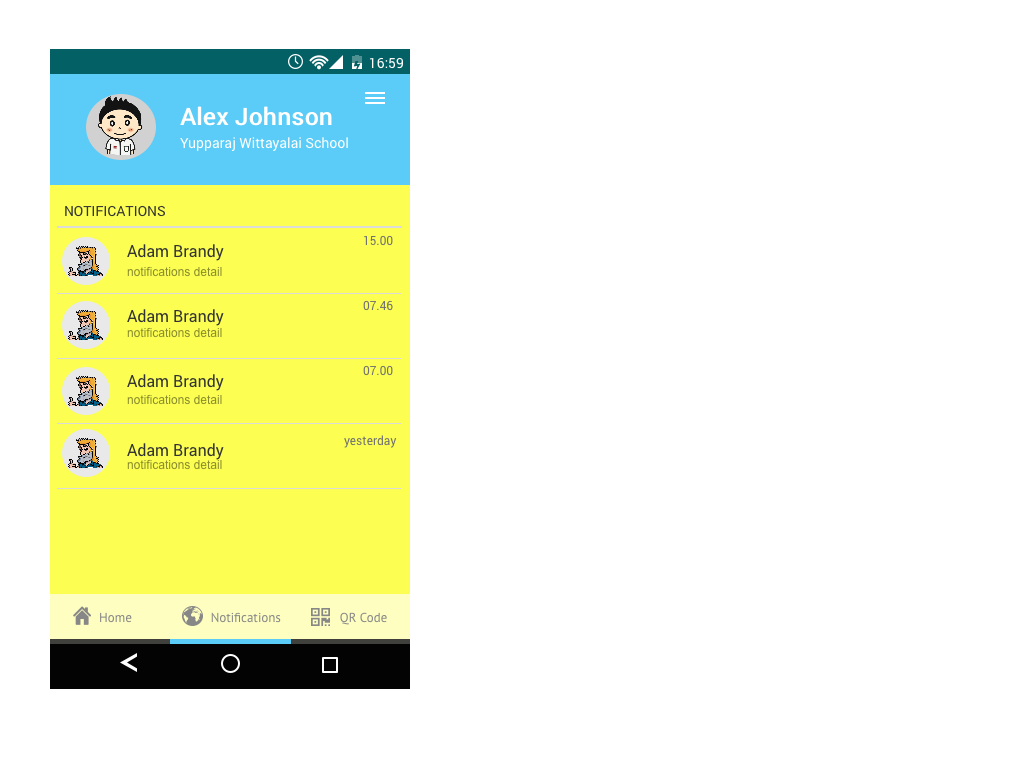 16:59
Alex Johnson
Yupparaj Wittayalai School
NOTIFICATIONS
15.00
Adam Brandy
notifications detail
07.46
Adam Brandy
notifications detail
07.00
Adam Brandy
notifications detail
yesterday
Adam Brandy
notifications detail
Home Notifications QR Code